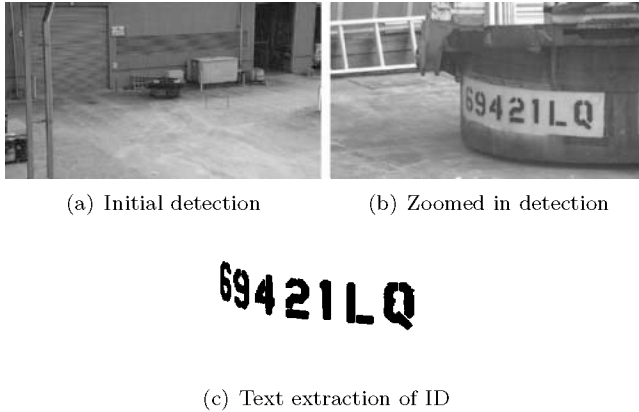 69421LQ
(a) Initial detection
(b) Zoomed in detection
69421LQ
(c) Text extraction of ID